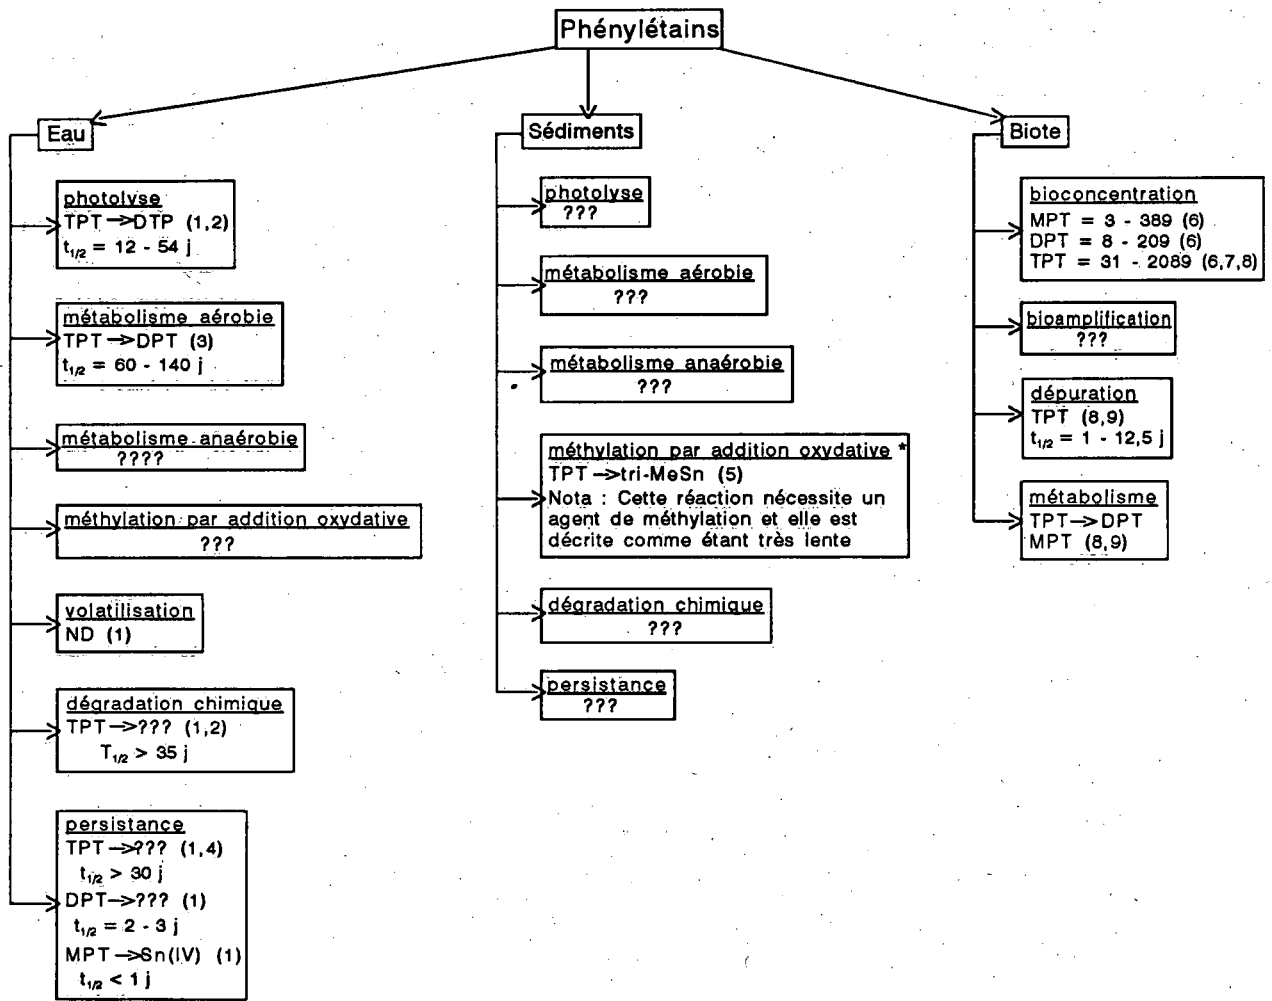 Phénylétains
Eau
photolyse
TPT —>DTP (1,2)
t1/2 = 12 - 54 j
métabolisme aérobie
TPT —>DPT (3)
t1/2 = 60 - 140 j
métabolisme anaérobie
????
méthylation par addition oxydative
???
volatilisation
ND (1)
dégradation chimique
TPT —>??? (1,2)
T1/2 > 35 j
persistance
TPT —>??? (1,4)
t1/2 > 30 j
DPT —>??? (1)
t1/2 = 2 - 3 j
MPT —>Sn(IV) (1)
t1/2 < 1 j
Sédiments
photolyse
???
métabolisme aérobie
???
métabolisme anaérobie
???
méthylation par addition oxydative *
TPT —>tri-MeSn (5)
Nota : Cette réaction nécessite un
agent de méthylation et elle est
décrite comme étant très lente
dégradation chimique
???
persistance
???
Biote
bioconcentration
MPT = 3 - 389 (6)
DPT = 8 - 209 (6)
TPT = 31 - 2089 (6,7,8)
bioamplification
???
dépuration
TPT (8,9)
t1/2 = 1 - 12,5 j
métabolisme
TPT —> DPT
MPT (8,9)